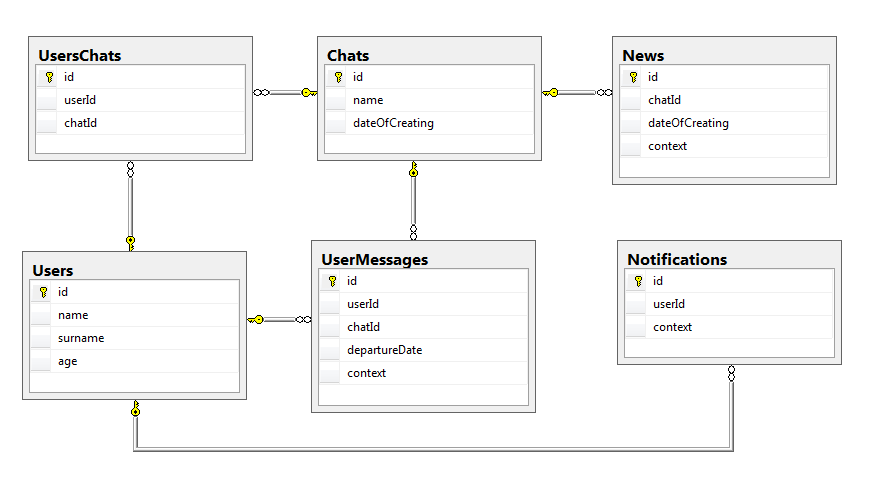 UsersChats
id
userId
chatId
Chats
id
name
dateOfCreating
News
id
chatId
dateOfCreating
context
Users
id
name
surname
age
UserMessages
id
userId
chatId
departureDate
context
Notifications
id
userId
context